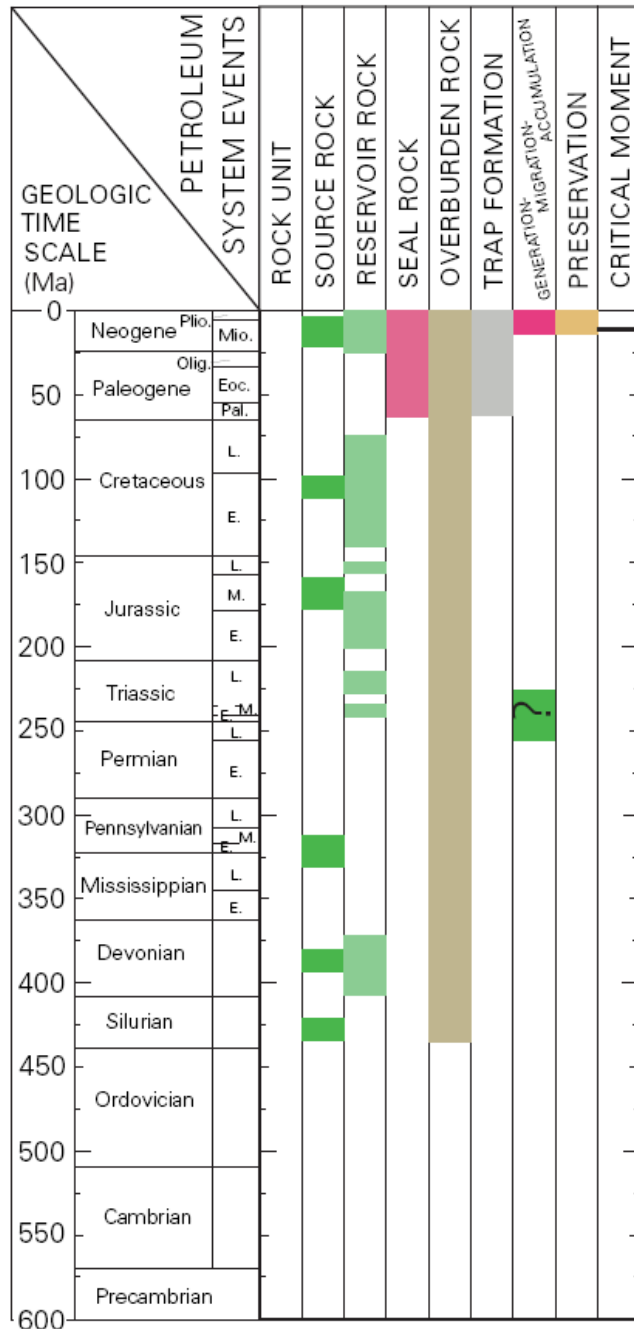 PETROLEUM
SYSTEM EVENTS
GEOLOGIC
TIME
SCALE
(Ma)
ROCK UNIT
SOURCE ROCK
RESERVOIR ROCK
SEAL ROCK
OVERBURDEN ROCK
TRAP FORMATION
GENERATION-
MIGRATION-
ACCUMULATION
PRESERVATION
CRITICAL MOMENT
0
Neogene
Plio.
Mio.
Paleogene
Olig.
Eoc.
50
Pal.
Cretaceous
L.
100
E.
150
Jurassic
L.
M.
E.
200
Triassic
L.
M.
E.
?
250
Permian
L.
E.
300
Pennsylvanian
L.
M.
E.
Mississippian
L.
350
E.
Devonian
400
Silurian
450
Ordovician
500
Cambrian
550
Precambrian
600